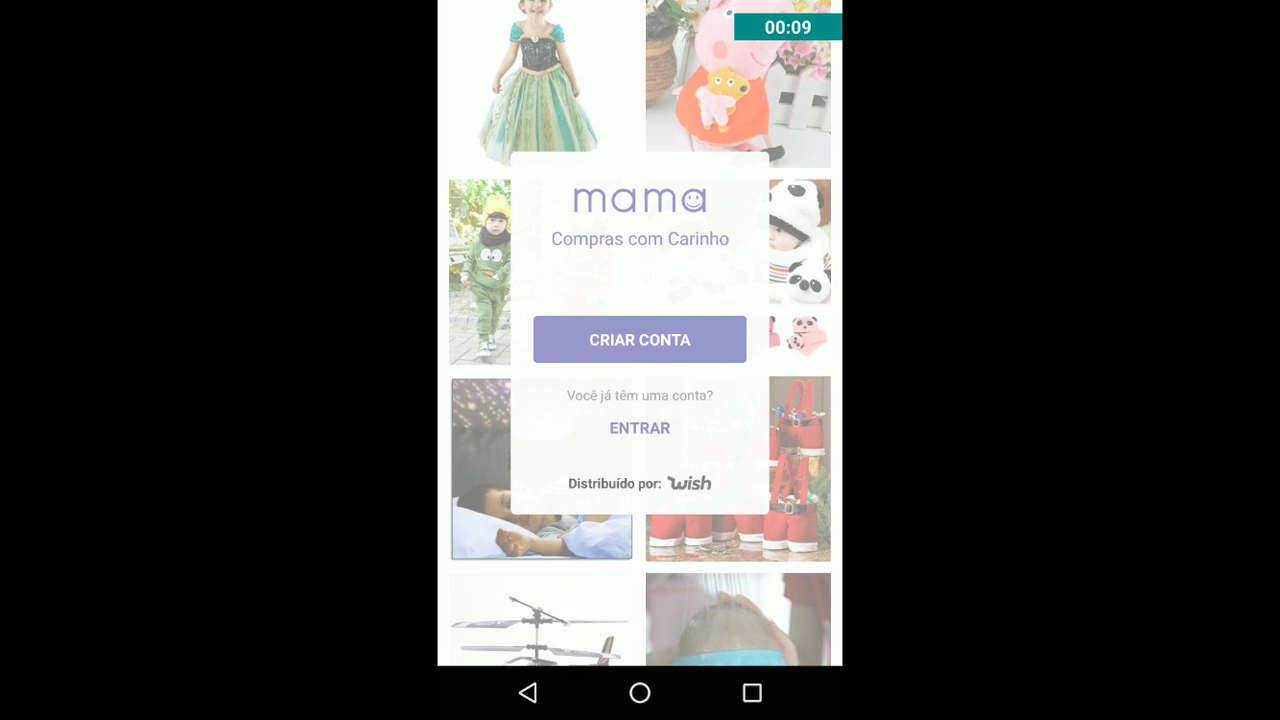 00:09
mama
Compras com Carinho
CRIAR CONTA
Você já têm uma conta?
ENTRAR
Distribuído por: wish